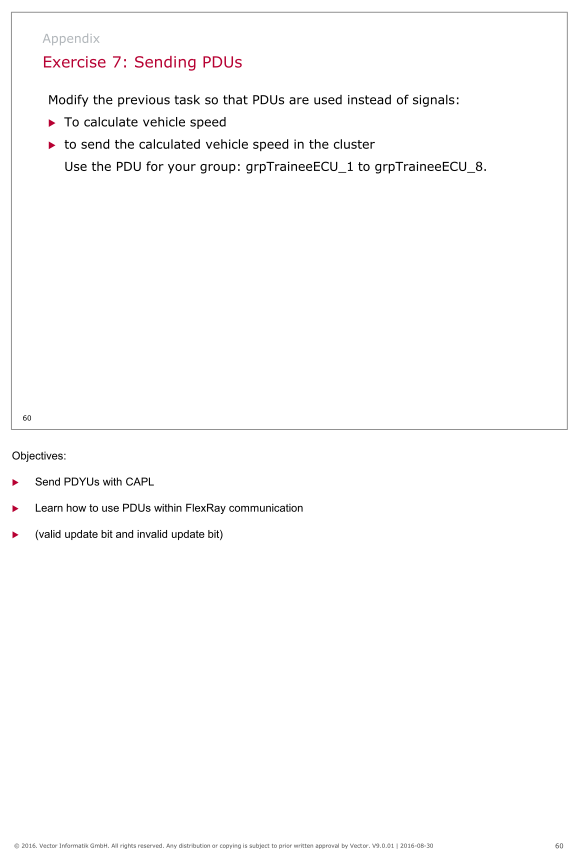 Appendix
Exercise 7: Sending PDUs
Modify the previous task so that PDUs are used instead of signals:
To calculate vehicle speed
to send the calculated vehicle speed in the cluster
Use the PDU for your group: grpTraineeECU_1 to grpTraineeECU_8.
60
Objectives:
Send PDYUs with CAPL
Learn how to use PDUs within FlexRay communication
(valid update bit and invalid update bit)
© 2016. Vector Informatik GmbH. All rights reserved. Any distribution or copying is subject to prior written approval by Vector. V9.0.01 | 2016-08-30
60